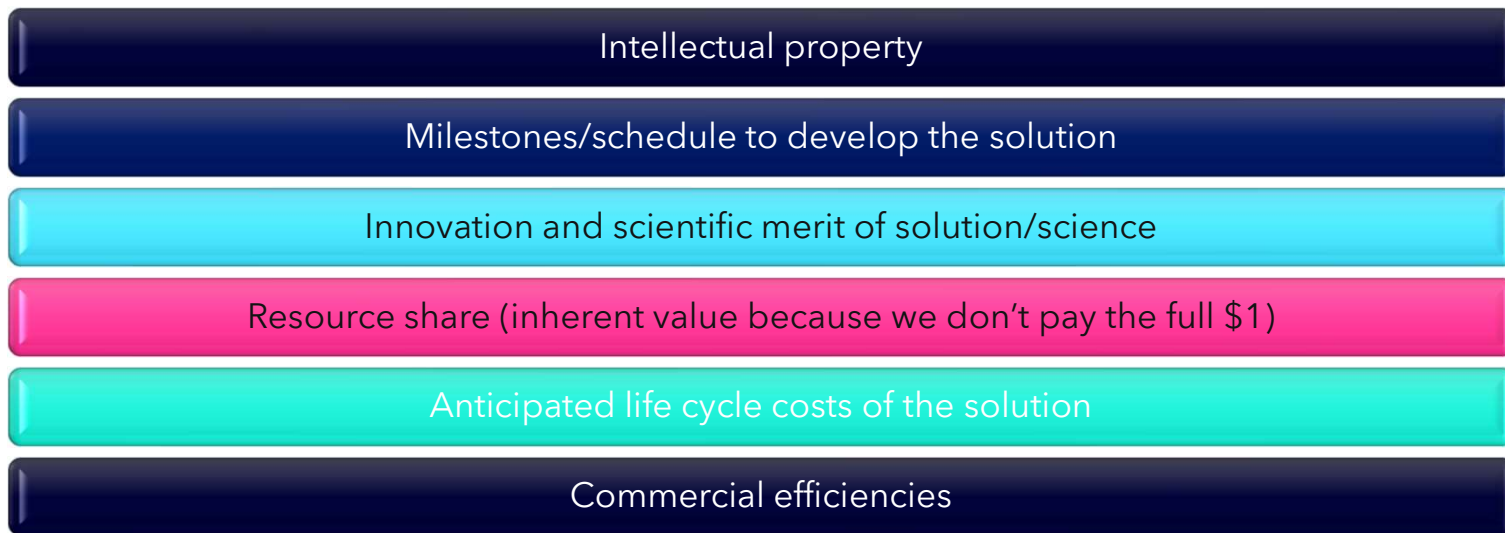 Intellectual property
Milestones/schedule to develop the solution
Innovation and scientific merit of solution/science
Resource share (inherent value because we don’t pay the full $1)
Anticipated life cycle costs of the solution
Commercial efficiencies